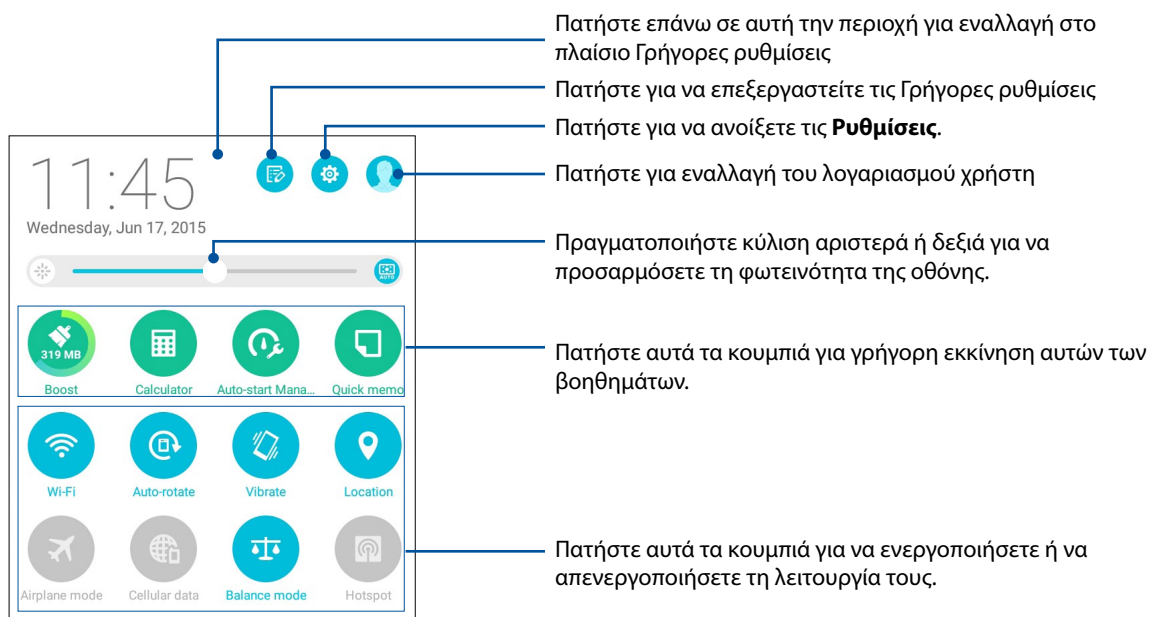 Πατήστε επάνω σε αυτή την περιοχή για εναλλαγή στο
πλαίσιο Γρήγορες ρυθμίσεις
Πατήστε για να επεξεργαστείτε τις Γρήγορες ρυθμίσεις
Πατήστε για να ανοίξετε τις Ρυθμίσεις.
Πατήστε για εναλλαγή του λογαριασμού χρήστη
11:45
Wednesday, Jun 17, 2015
Πραγματοποιήστε κύλιση αριστερά ή δεξιά για να
προσαρμόσετε τη φωτεινότητα της οθόνης.
AUTO
319 MB
Boost Calculator Auto-start Mana... Quick memo
Πατήστε αυτά τα κουμπιά για γρήγορη εκκίνηση αυτών των
βοηθημάτων.
Wi-Fi Auto-rotate Vibrate Location
Airplane mode Cellular data Balance mode Hotspot
Πατήστε αυτά τα κουμπιά για να ενεργοποιήσετε ή να
απενεργοποιήσετε τη λειτουργία τους.